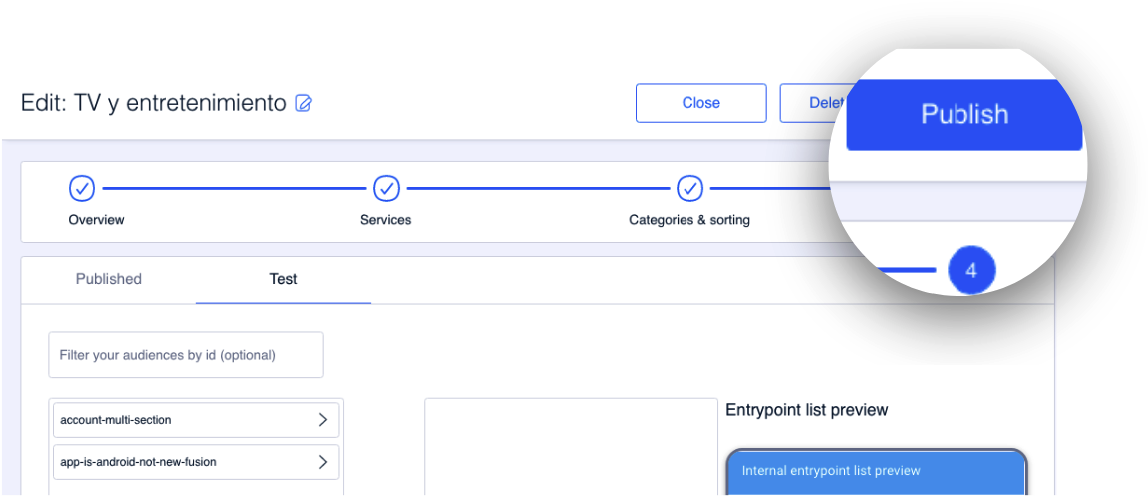 Edit: TV y entretenimiento
Close
Publish
Overview
Services
Categories & sorting
4
Published
Test
Filter your audiences by id (optional)
account-multi-section
app-is-android-not-new-fusion
Entrypoint list preview
Internal entrypoint list preview